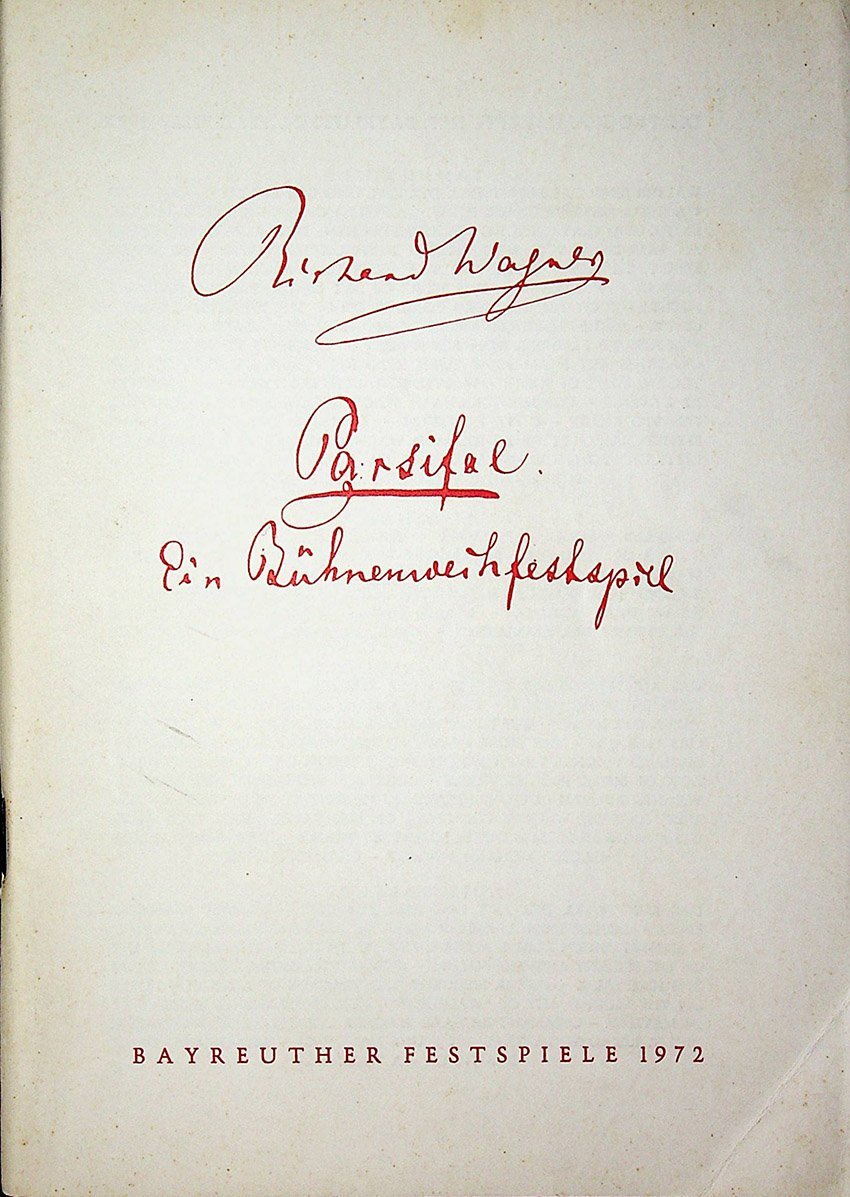 Richard Wagner
Parsifal.
Ein Bühnenweihfestspiel
BAYREUTHER FESTSPIELE 1972